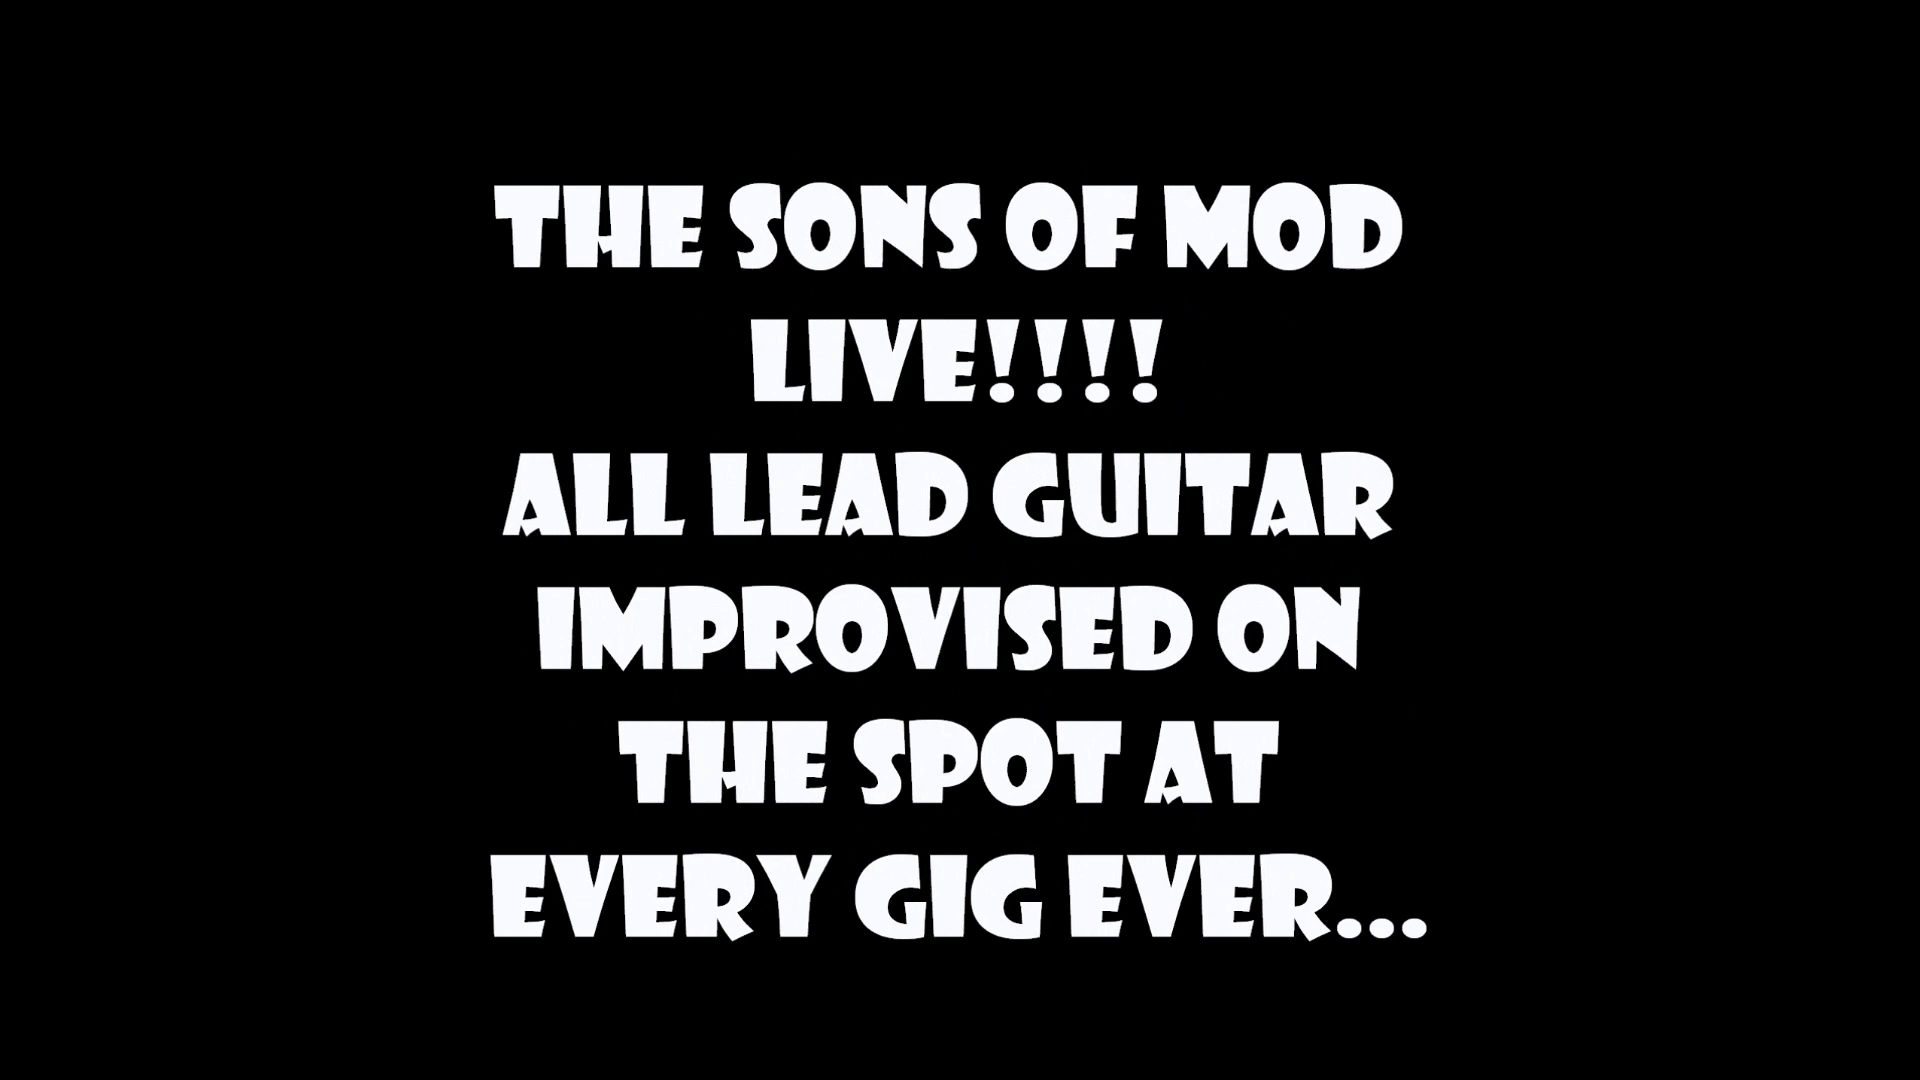 THE SONS OF MOD
LIVE!!!!
ALL LEAD GUITAR
IMPROVISED ON
THE SPOT AT
EVERY GIG EVER...